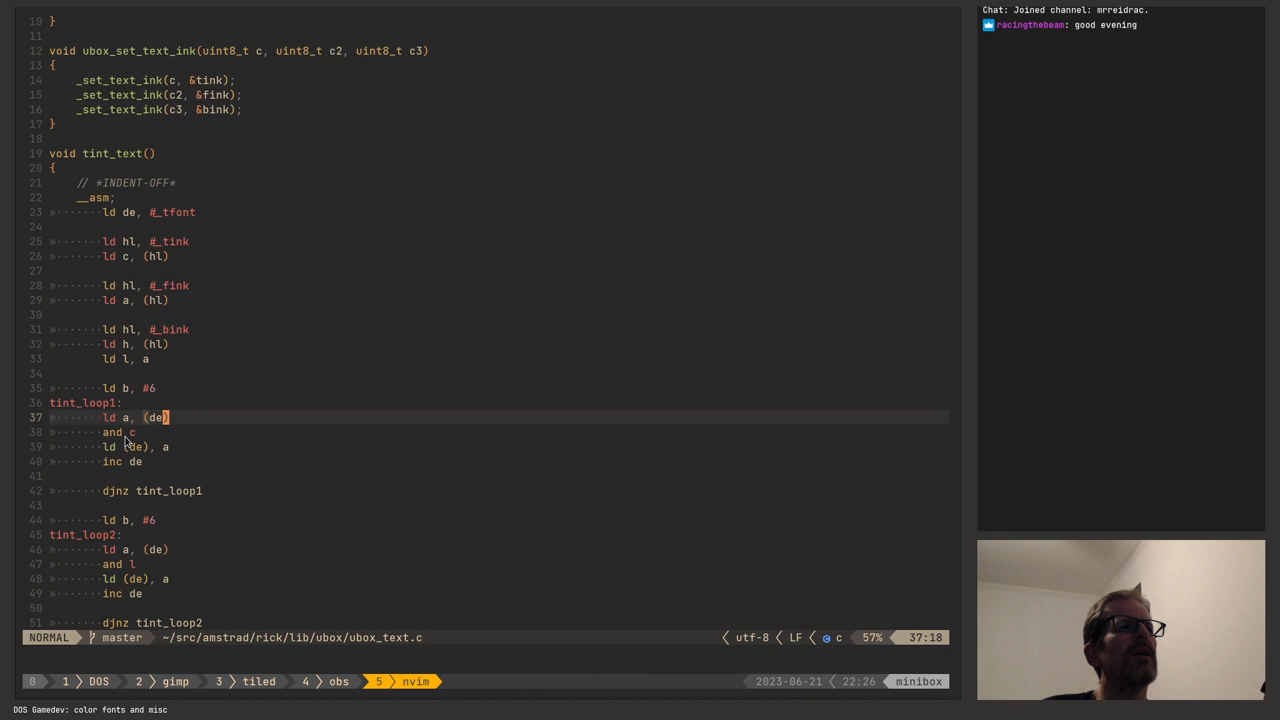 10 }
11
12 void ubox_set_text_ink(uint8_t c, uint8_t c2, uint8_t c3)
13 {
14 _set_text_ink(c, &tink);
15 _set_text_ink(c2, &fink);
16 _set_text_ink(c3, &bink);
17 }
18
19 void tint_text()
20 {
21 // *INDENT-OFF*
22 __asm;
23 »·······ld de, #_tfont
24
25 »·······ld hl, #_tink
26 »·······ld c, (hl)
27
28 »·······ld hl, #_fink
29 »·······ld a, (hl)
30
31 »·······ld hl, #_bink
32 »·······ld h, (hl)
33 ld l, a
34
35 »·······ld b, #6
36 tint_loop1:
37 »·······ld a, (de)
38 »·······and c
39 »·······ld (de), a
40 »·······inc de
41
42 »·······djnz tint_loop1
43
44 »·······ld b, #6
45 tint_loop2:
46 »·······ld a, (de)
47 »·······and l
48 »·······ld (de), a
49 »·······inc de
50
51 »·······djnz tint_loop2
NORMAL master ~/src/amstrad/rick/lib/ubox/ubox_text.c utf-8 LF c 57% 37:18
0 1 DOS 2 gimp 3 tiled 4 obs 5 nvim 2023-06-21 22:26 minibox
DOS Gamedev: color fonts and misc
Chat: Joined channel: mrreidrac.
racingthebeam: good evening